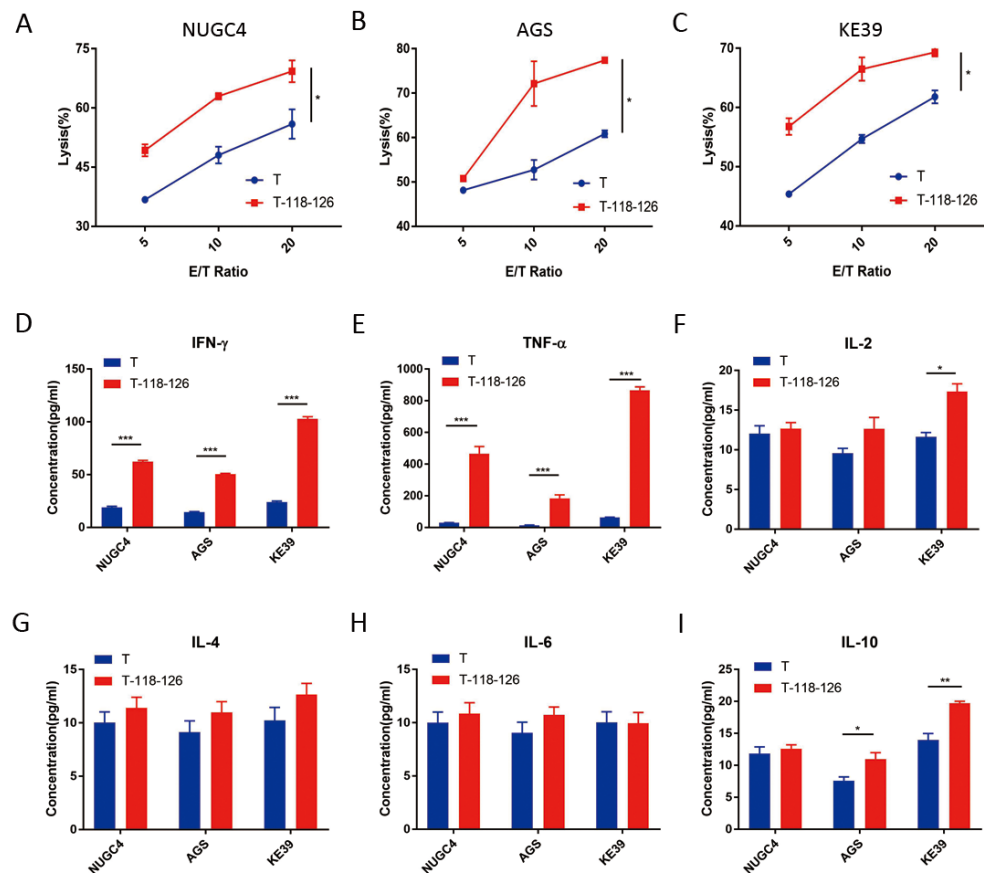 A
NUGC4
75
60
45
30
Lysis(%)
*
T
T-118-126
5
10
20
E/T Ratio
B
AGS
80
70
60
50
40
Lysis(%)
*
T
T-118-126
5
10
20
E/T Ratio
C
KE39
70
60
50
40
Lysis(%)
*
T
T-118-126
5
10
20
E/T Ratio
D
IFN-γ
T
T-118-126
150
100
50
0
Concentration(pg/ml)
***
***
***
NUGC4
AGS
KE39
E
TNF-α
T
T-118-126
1000
800
600
400
200
0
Concentration(pg/ml)
***
***
***
NUGC4
AGS
KE39
F
IL-2
T
T-118-126
20
15
10
5
0
Concentration(pg/ml)
*
NUGC4
AGS
KE39
G
IL-4
T
T-118-126
15
10
5
0
Concentration(pg/ml)
NUGC4
AGS
KE39
H
IL-6
T
T-118-126
15
10
5
0
Concentration(pg/ml)
NUGC4
AGS
KE39
I
IL-10
T
T-118-126
25
20
15
10
5
0
Concentration(pg/ml)
*
**
NUGC4
AGS
KE39